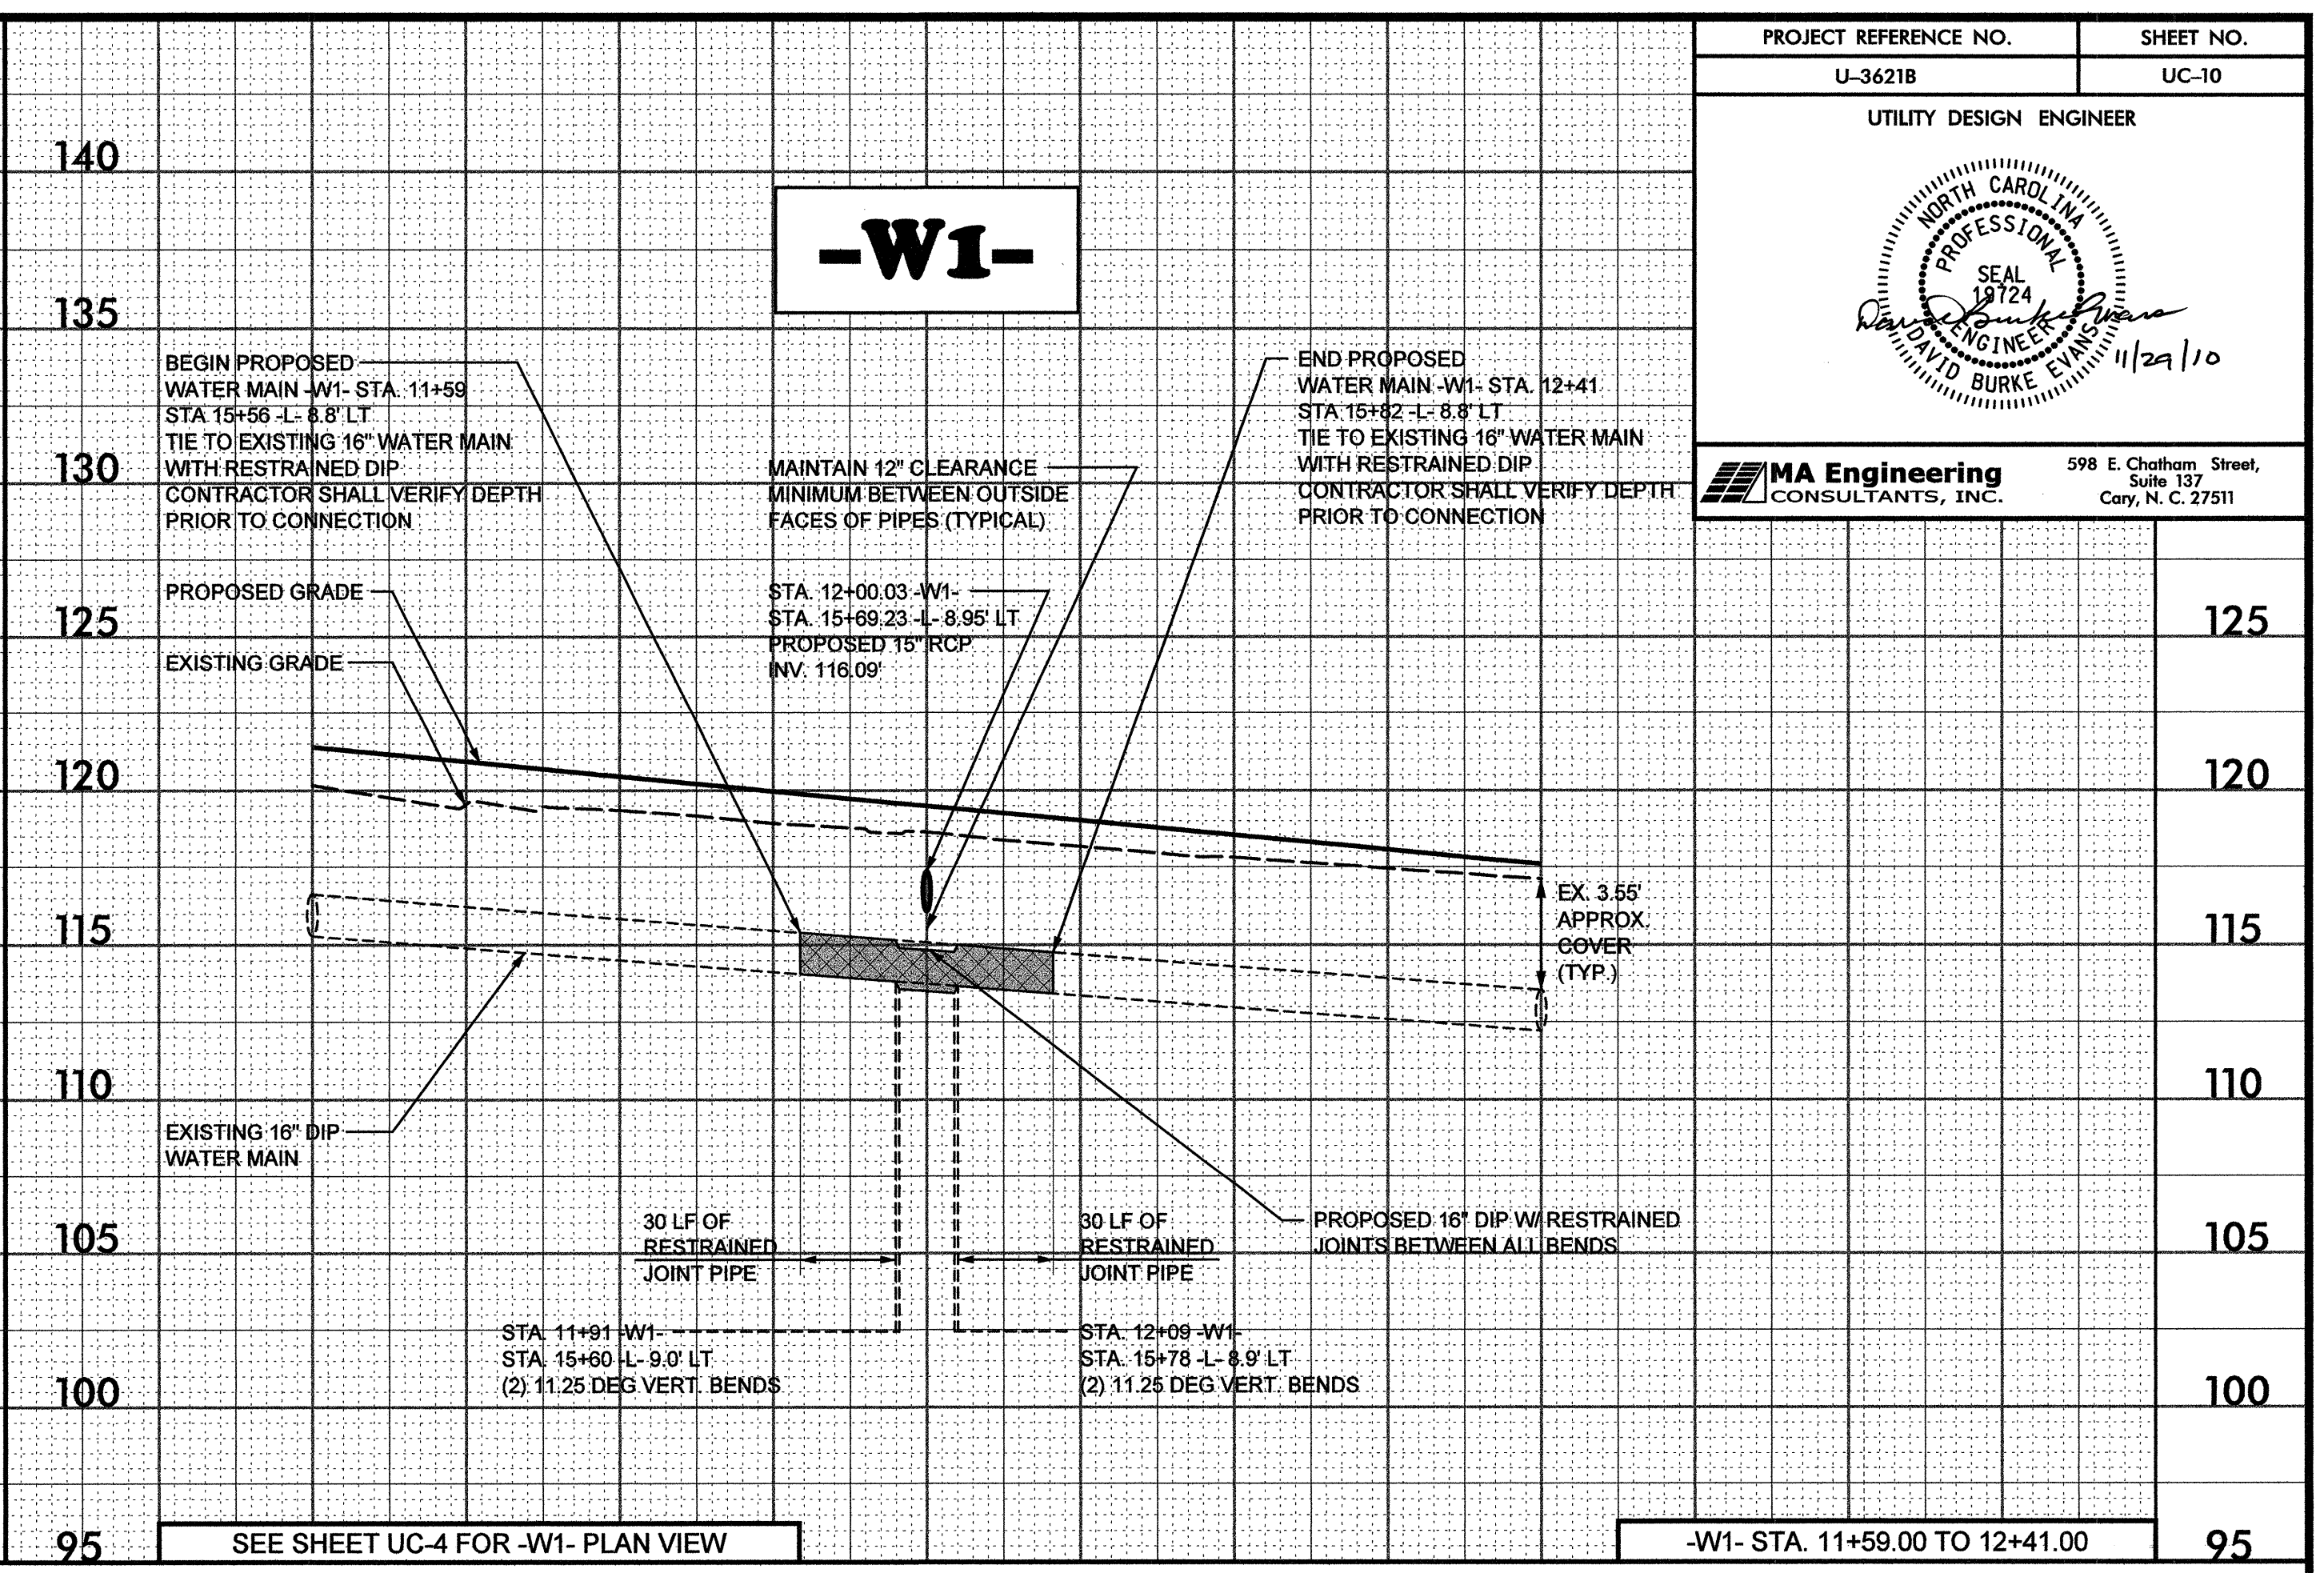 PROJECT REFERENCE NO.
SHEET NO.
U-3621B
UC-10
UTILITY DESIGN ENGINEER
NORTH CAROLINA
PROFESSIONAL
SEAL
19724
ENGINEER
DAVID BURKE EVANS
David Burke Evans
11/29/10
MA Engineering
CONSULTANTS, INC.
598 E. Chatham Street,
Suite 137
Cary, N. C. 27511
-W1-
140
135
130
125
120
115
110
105
100
95
BEGIN PROPOSED
WATER MAIN -W1- STA. 11+59
STA 15+56 -L- 8.8' LT
TIE TO EXISTING 16" WATER MAIN
WITH RESTRAINED DIP
CONTRACTOR SHALL VERIFY DEPTH
PRIOR TO CONNECTION
PROPOSED GRADE
EXISTING GRADE
MAINTAIN 12" CLEARANCE
MINIMUM BETWEEN OUTSIDE
FACES OF PIPES (TYPICAL)
STA. 12+00.03 -W1-
STA. 15+69.23 -L- 8.95' LT
PROPOSED 15" RCP
INV. 116.09'
END PROPOSED
WATER MAIN -W1- STA. 12+41
STA 15+82 -L- 8.8' LT
TIE TO EXISTING 16" WATER MAIN
WITH RESTRAINED DIP
CONTRACTOR SHALL VERIFY DEPTH
PRIOR TO CONNECTION
EX. 3.55'
APPROX.
COVER
(TYP.)
EXISTING 16" DIP
WATER MAIN
30 LF OF
RESTRAINED
JOINT PIPE
30 LF OF
RESTRAINED
JOINT PIPE
PROPOSED 16" DIP W/ RESTRAINED
JOINTS BETWEEN ALL BENDS
STA. 11+91 -W1-
STA. 15+60 -L- 9.0' LT
(2) 11.25 DEG VERT. BENDS
STA. 12+09 -W1-
STA. 15+78 -L- 8.9' LT
(2) 11.25 DEG VERT. BENDS
125
120
115
110
105
100
95
SEE SHEET UC-4 FOR -W1- PLAN VIEW
-W1- STA. 11+59.00 TO 12+41.00